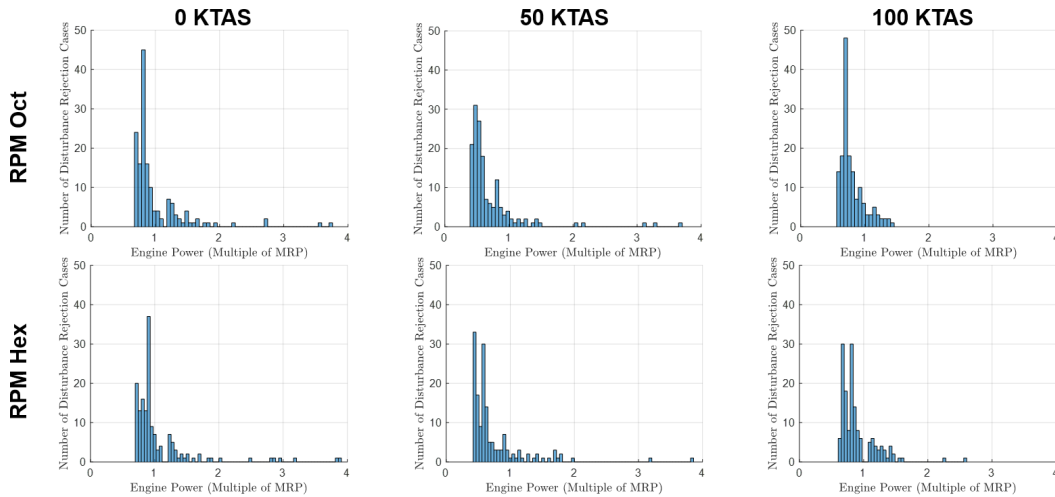 0 KTAS
50 KTAS
100 KTAS
RPM Oct
Number of Disturbance Rejection Cases
50
40
30
20
10
0
0 1 2 3 4
Engine Power (Multiple of MRP)
Number of Disturbance Rejection Cases
50
40
30
20
10
0
0 1 2 3 4
Engine Power (Multiple of MRP)
Number of Disturbance Rejection Cases
50
40
30
20
10
0
0 1 2 3 4
Engine Power (Multiple of MRP)
RPM Hex
Number of Disturbance Rejection Cases
50
40
30
20
10
0
0 1 2 3 4
Engine Power (Multiple of MRP)
Number of Disturbance Rejection Cases
50
40
30
20
10
0
0 1 2 3 4
Engine Power (Multiple of MRP)
Number of Disturbance Rejection Cases
50
40
30
20
10
0
0 1 2 3 4
Engine Power (Multiple of MRP)